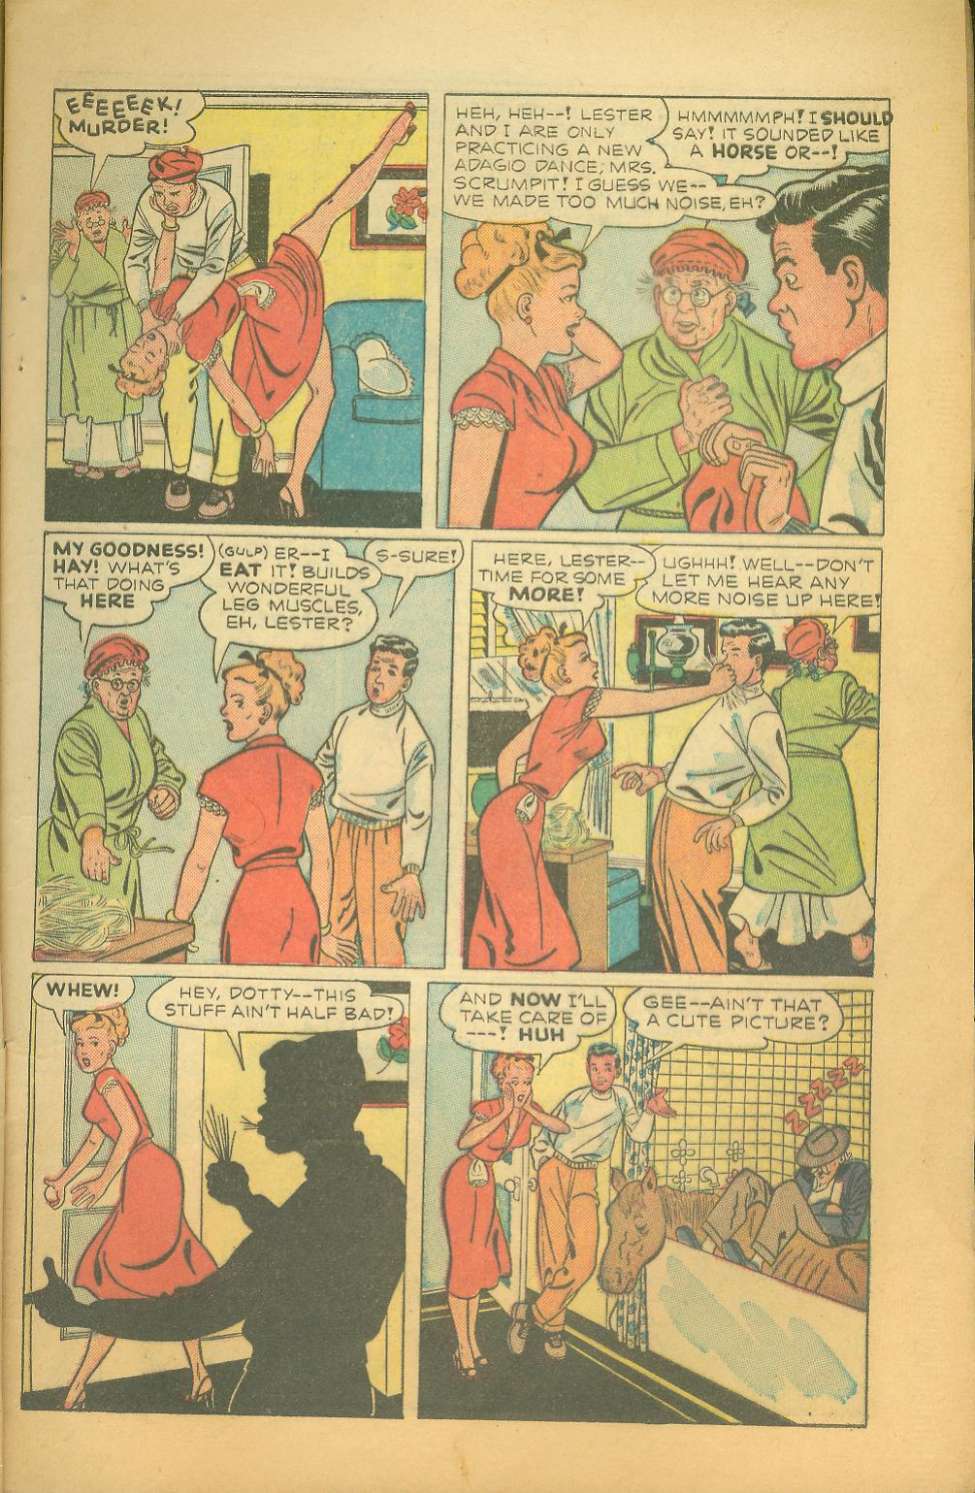 EEEEEEK!
MURDER!
HEH, HEH--! LESTER
AND I ARE ONLY
PRACTICING A NEW
ADAGIO DANCE, MRS.
SCRUMPIT! I GUESS WE--
WE MADE TOO MUCH NOISE, EH?
HMMMMMPH! I SHOULD
SAY! IT SOUNDED LIKE
A HORSE OR--!
MY GOODNESS!
HAY! WHAT'S
THAT DOING
HERE
(GULP) ER--I
EAT IT! BUILDS
WONDERFUL
LEG MUSCLES,
EH, LESTER?
S-SURE!
HERE, LESTER--
TIME FOR SOME
MORE!
UGHHH! WELL--DON'T
LET ME HEAR ANY
MORE NOISE UP HERE!
WHEW!
HEY, DOTTY--THIS
STUFF AIN'T HALF BAD!
AND NOW I'LL
TAKE CARE OF
---! HUH
GEE--AIN'T THAT
A CUTE PICTURE?
ZZZZZ